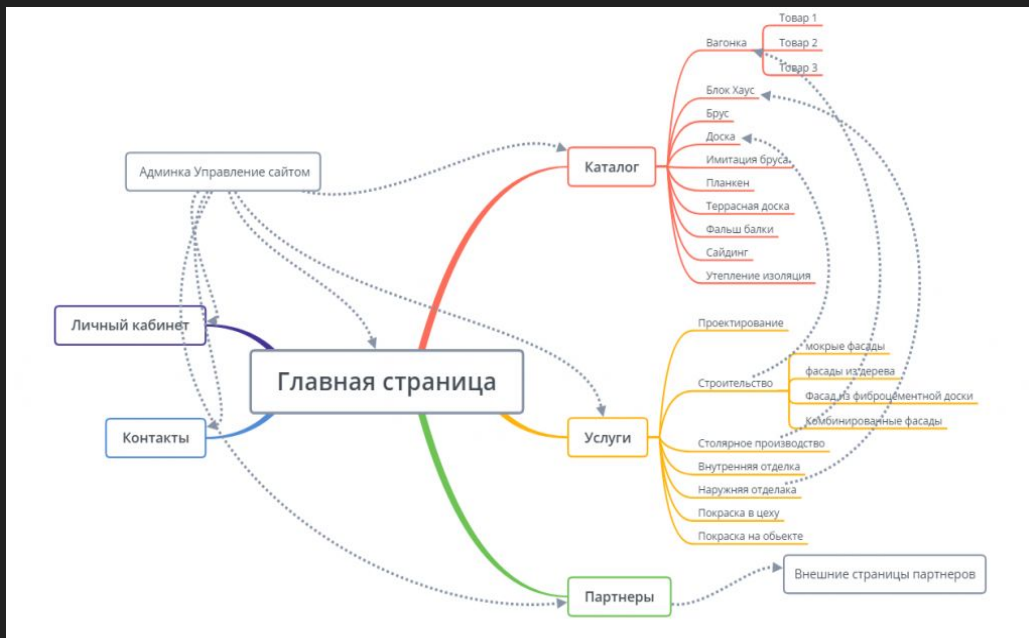 Товар 1
Вагонка
Товар 2
Товар 3
Блок Хаус
Брус
Доска
Имитация бруса
Планкен
Террасная доска
Фальш балки
Сайдинг
Утепление изоляция
Каталог
Админка Управление сайтом
Личный кабинет
Главная страница
Контакты
Услуги
Проектирование
Строительство
мокрые фасады
фасады из дерева
Фасад из фиброцементной доски
Комбинированные фасады
Столярное производство
Внутренняя отделка
Наружняя отделака
Покраска в цеху
Покраска на обьекте
Партнеры
Внешние страницы партнеров